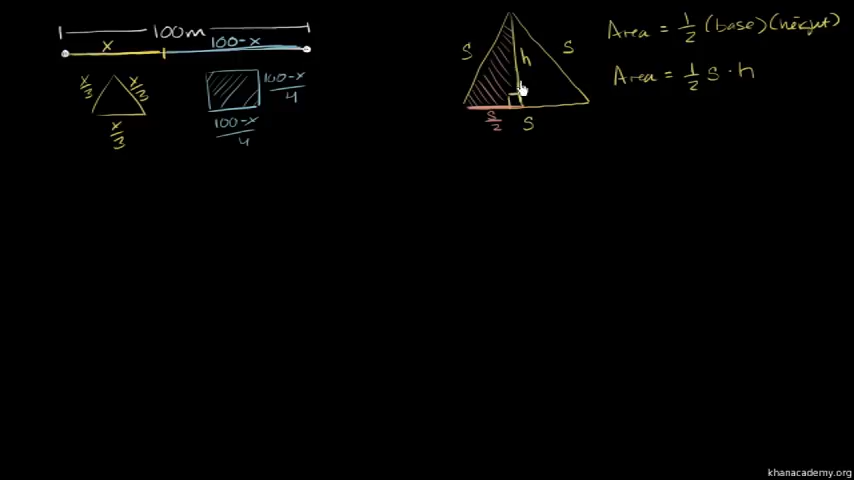 100m
x 100-x
x/3 x/3 100-x/4
x/3 100-x/4
S h S
S/2 S
Area = 1/2 (base)(height)
Area = 1/2 S · h
khanacademy.org